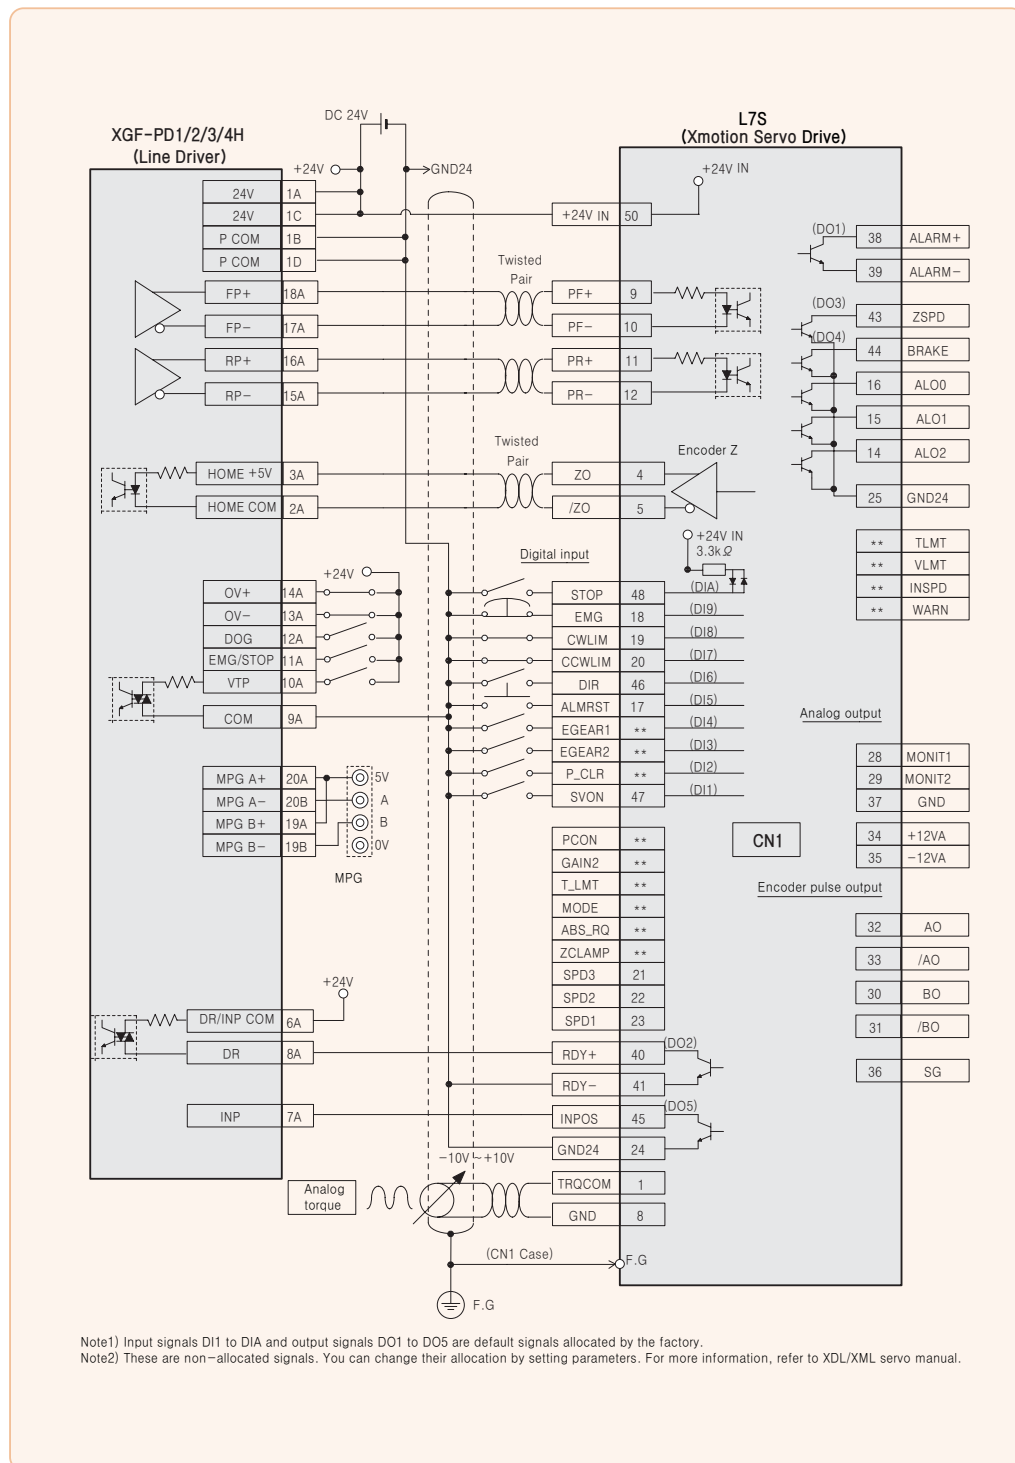 DC 24V
XGF-PD1/2/3/4H
(Line Driver)
L7S
(Xmotion Servo Drive)
+24V
GND24
+24V IN
24V 1A
24V 1C
P COM 1B
P COM 1D
+24V IN 50
(DO1)
38 ALARM+
39 ALARM-
Twisted
Pair
FP+ 18A
PF+ 9
FP- 17A
PF- 10
RP+ 16A
PR+ 11
RP- 15A
PR- 12
(DO3)
43 ZSPD
(DO4)
44 BRAKE
16 ALO0
15 ALO1
14 ALO2
25 GND24
Twisted
Pair
Encoder Z
HOME +5V 3A
ZO 4
HOME COM 2A
/ZO 5
+24V IN
3.3kΩ
** TLMT
** VLMT
** INSPD
** WARN
Digital input
+24V
OV+ 14A
OV- 13A
DOG 12A
EMG/STOP 11A
VTP 10A
COM 9A
STOP 48 (DIA)
EMG 18 (DI9)
CWLIM 19 (DI8)
CCWLIM 20 (DI7)
DIR 46 (DI6)
ALMRST 17 (DI5)
EGEAR1 ** (DI4)
EGEAR2 ** (DI3)
P_CLR ** (DI2)
SVON 47 (DI1)
Analog output
28 MONIT1
29 MONIT2
37 GND
34 +12VA
35 -12VA
MPG A+ 20A
MPG A- 20B
MPG B+ 19A
MPG B- 19B
5V
A
B
0V
MPG
CN1
PCON **
GAIN2 **
T_LMT **
MODE **
ABS_RQ **
ZCLAMP **
SPD3 21
SPD2 22
SPD1 23
Encoder pulse output
32 AO
33 /AO
30 BO
31 /BO
36 SG
+24V
DR/INP COM 6A
DR 8A
INP 7A
RDY+ 40 (DO2)
RDY- 41
INPOS 45 (DO5)
GND24 24
-10V ~+10V
Analog
torque
TRQCOM 1
GND 8
(CN1 Case)
F.G
F.G
Note1) Input signals DI1 to DIA and output signals DO1 to DO5 are default signals allocated by the factory.
Note2) These are non-allocated signals. You can change their allocation by setting parameters. For more information, refer to XDL/XML servo manual.